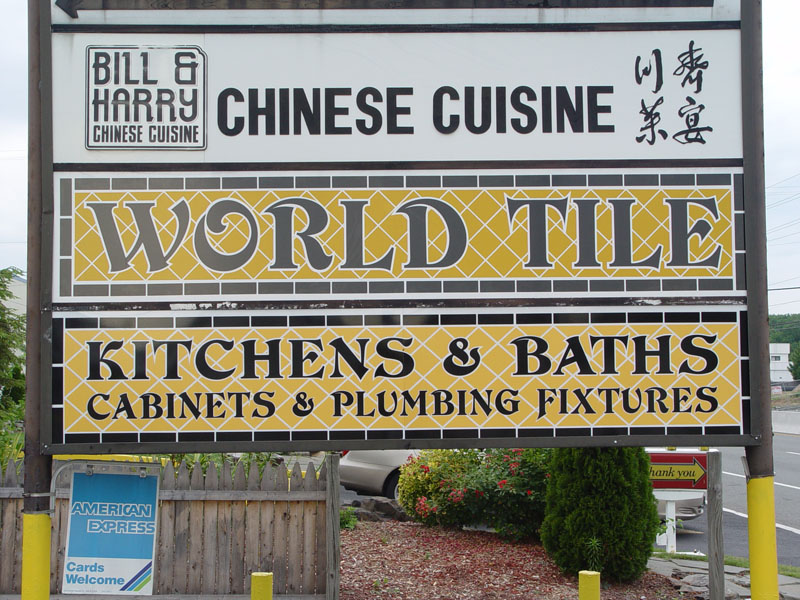 BILL &
HARRY
CHINESE CUISINE
CHINESE CUISINE
川菜
齊宴
WORLD TILE
KITCHENS & BATHS
CABINETS & PLUMBING FIXTURES
AMERICAN
EXPRESS
Cards
Welcome
thank you